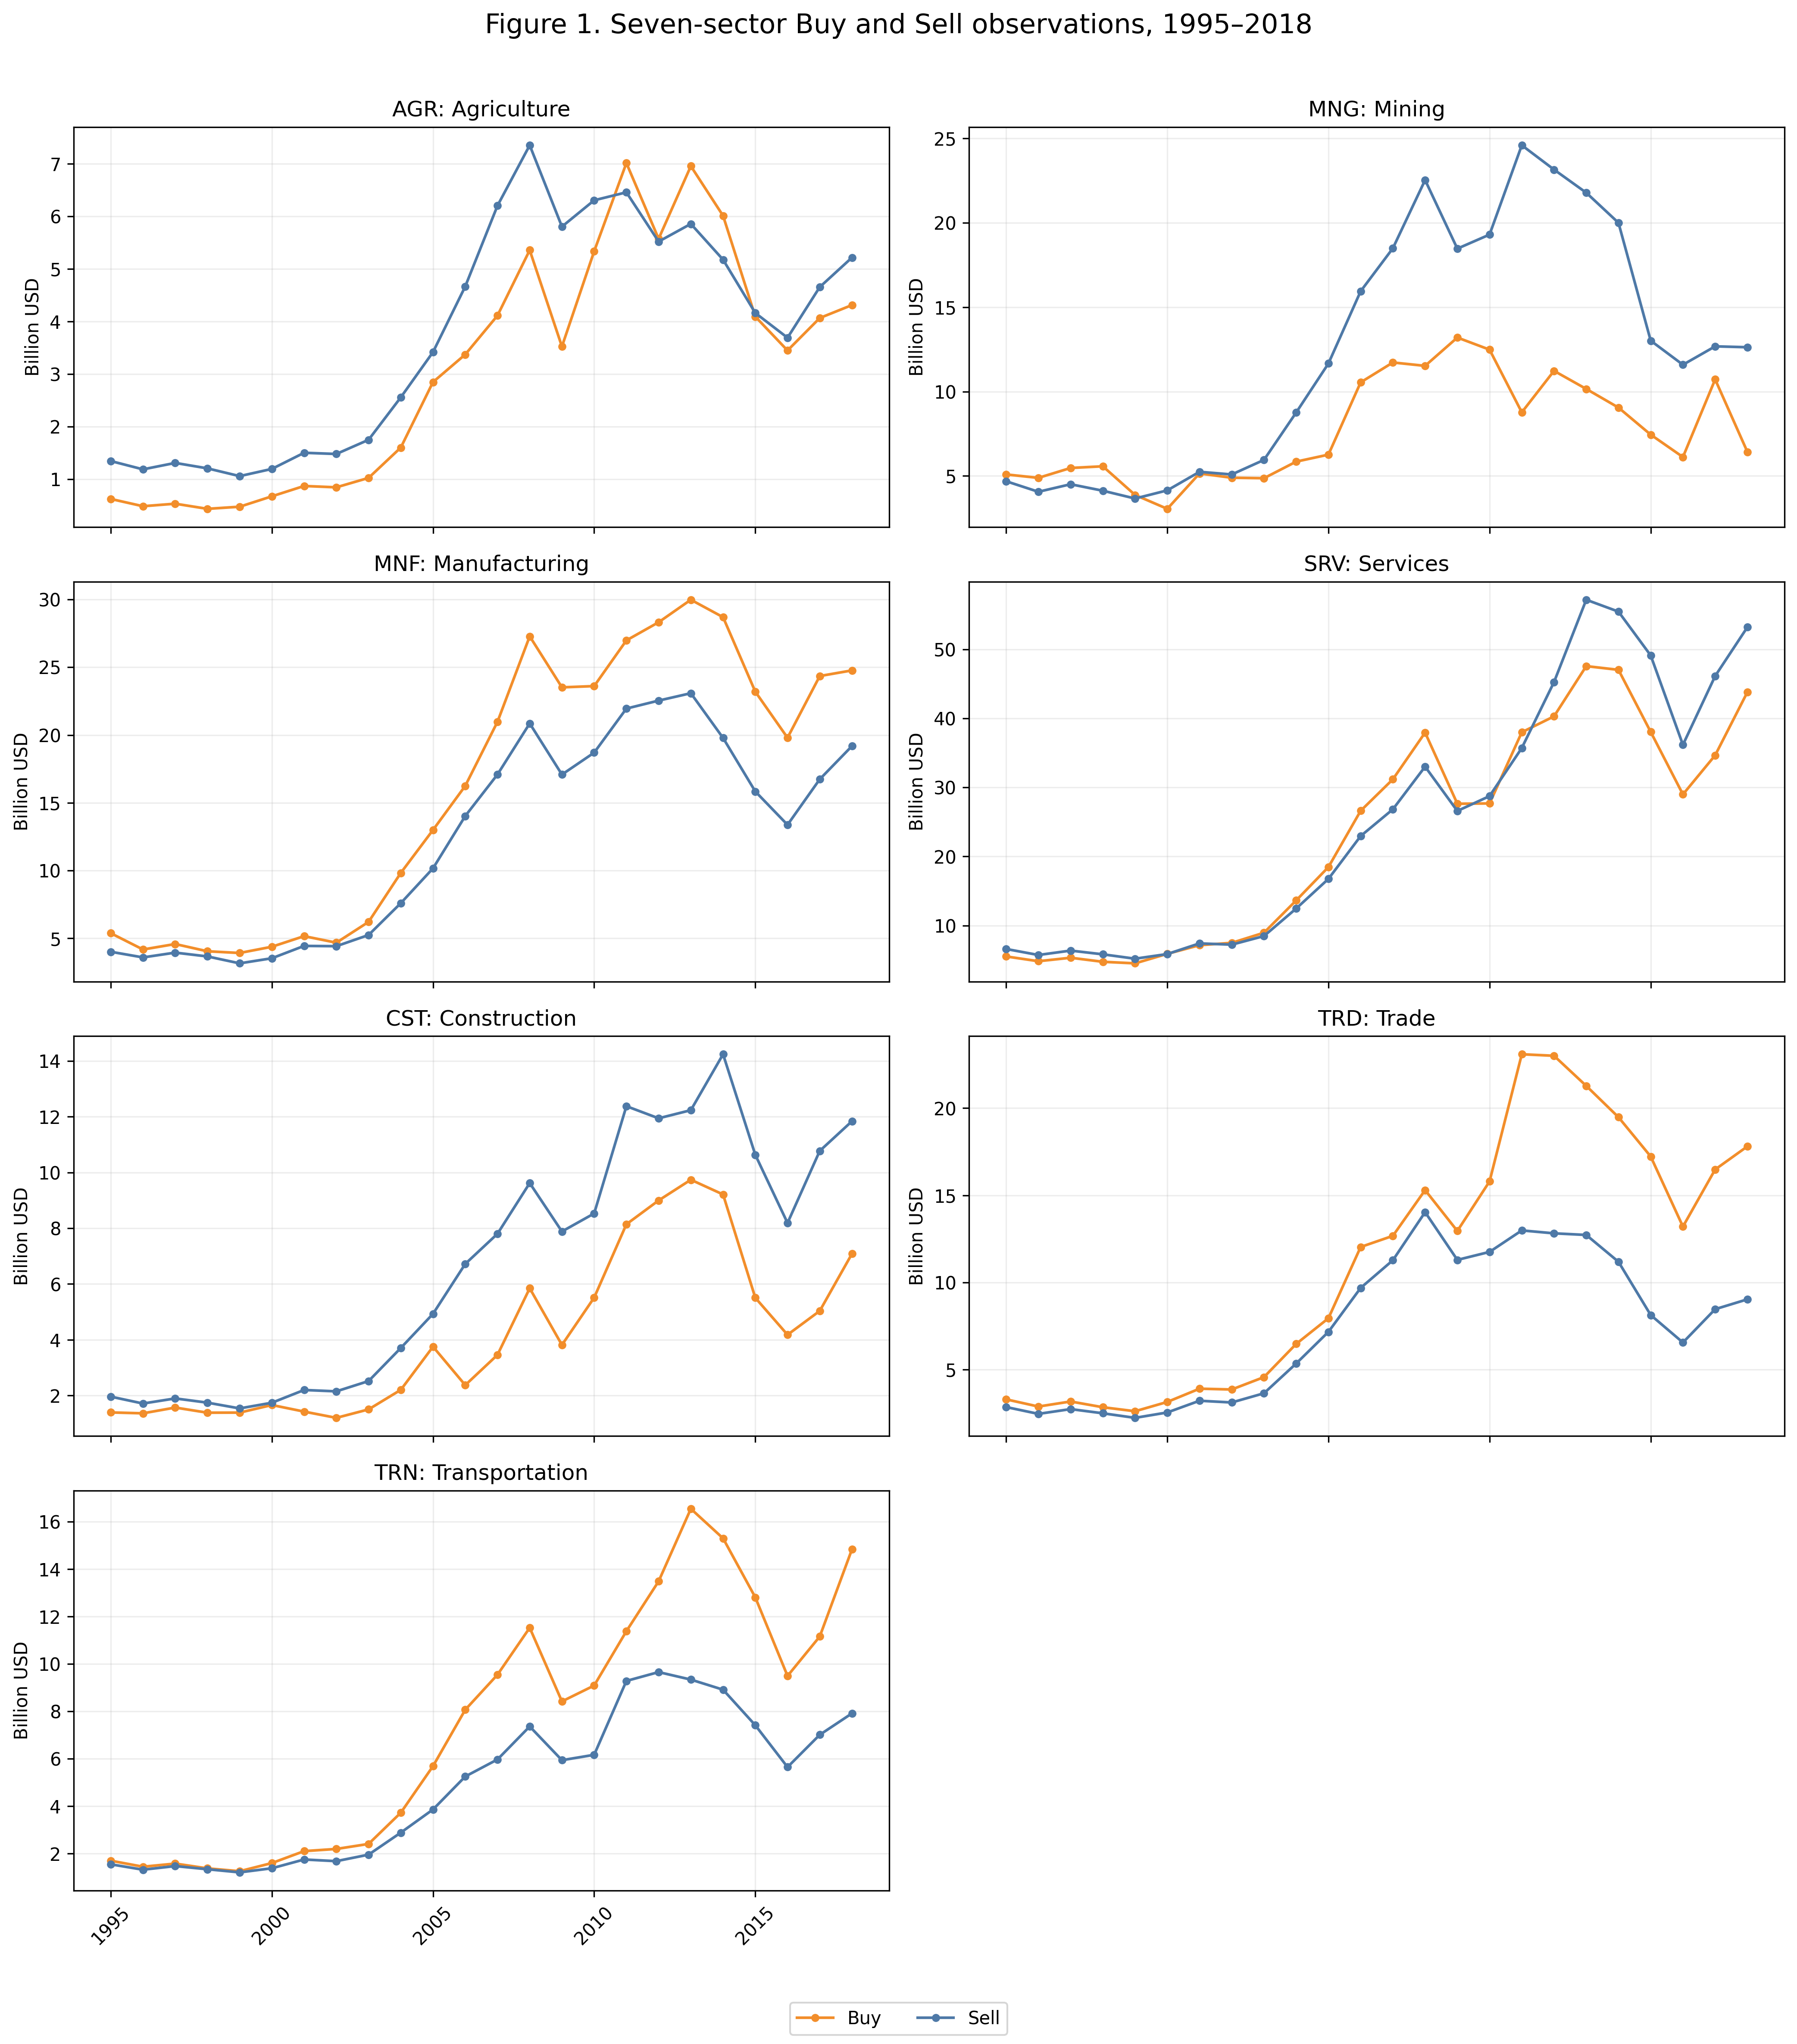 Figure 1. Seven-sector Buy and Sell observations, 1995–2018
AGR: Agriculture
Billion USD
7
6
5
4
3
2
1
MNG: Mining
Billion USD
25
20
15
10
5
MNF: Manufacturing
Billion USD
30
25
20
15
10
5
SRV: Services
Billion USD
50
40
30
20
10
CST: Construction
Billion USD
14
12
10
8
6
4
2
TRD: Trade
Billion USD
20
15
10
5
TRN: Transportation
Billion USD
16
14
12
10
8
6
4
2
1995 2000 2005 2010 2015
Buy Sell